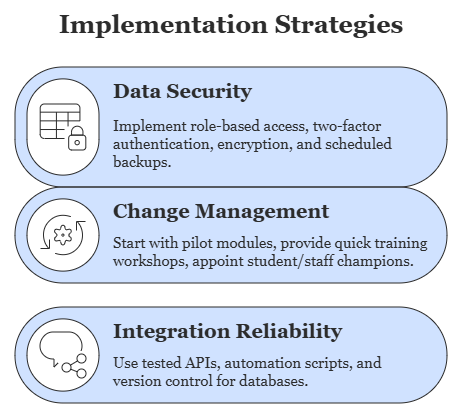 Implementation Strategies
Data Security
Implement role-based access, two-factor
authentication, encryption, and scheduled
backups.
Change Management
Start with pilot modules, provide quick training
workshops, appoint student/staff champions.
Integration Reliability
Use tested APIs, automation scripts, and
version control for databases.